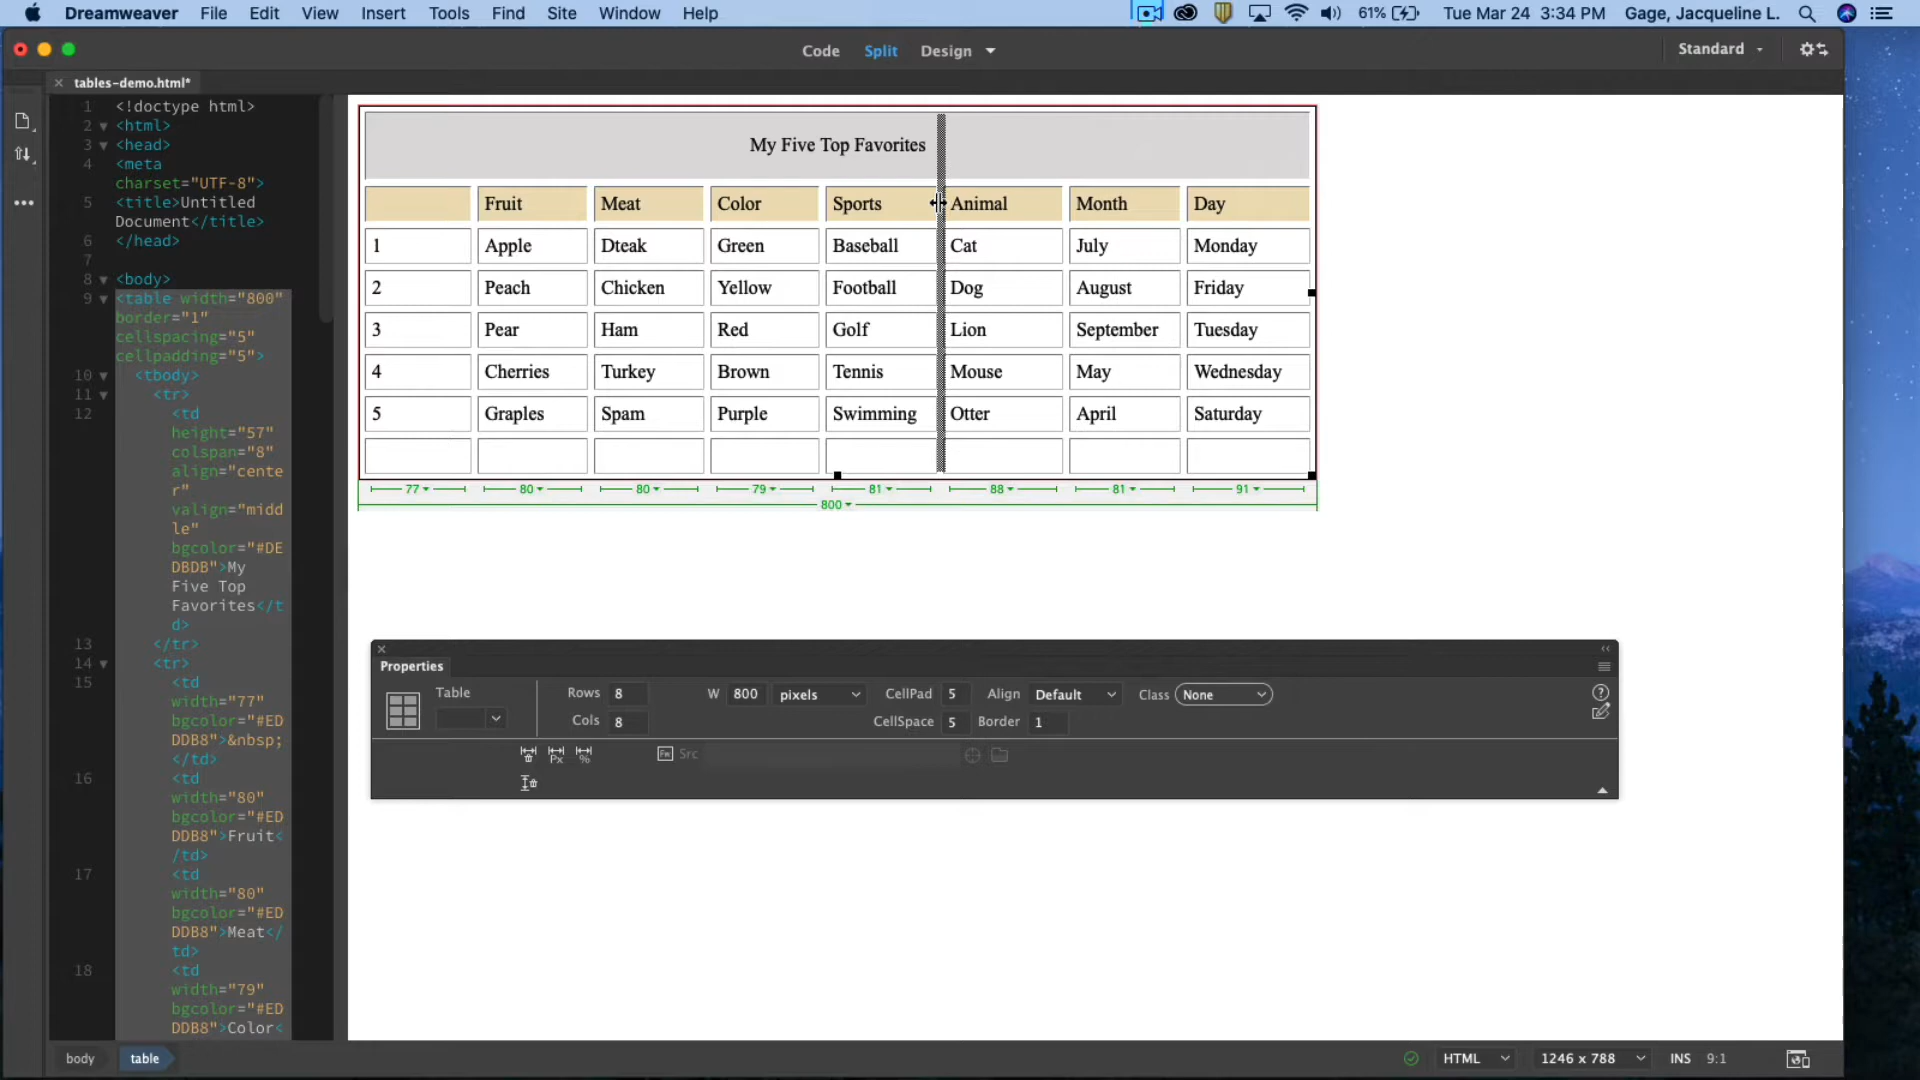 Dreamweaver File Edit View Insert Tools Find Site Window Help 61% Tue Mar 24 3:34 PM Gage, Jacqueline L.
Code Split Design Standard
tables-demo.html*
1 <!doctype html>
2 <html>
3 <head>
4 <meta
charset="UTF-8">
5 <title>Untitled
Document</title>
6 </head>
7
8 <body>
9 <table width="800"
border="1"
cellspacing="5"
cellpadding="5">
10 <tbody>
11 <tr>
12 <td
height="57"
colspan="8"
align="cente
r"
valign="midd
le"
bgcolor="#DE
DBDB">My
Five Top
Favorites</t
d>
13 </tr>
14 <tr>
15 <td
width="77"
bgcolor="#ED
DDB8">&nbsp;
</td>
16 <td
width="80"
bgcolor="#ED
DDB8">Fruit<
/td>
17 <td
width="80"
bgcolor="#ED
DDB8">Meat</
td>
18 <td
width="79"
bgcolor="#ED
DDB8">Color<
My Five Top Favorites
Fruit Meat Color Sports Animal Month Day
1 Apple Dteak Green Baseball Cat July Monday
2 Peach Chicken Yellow Football Dog August Friday
3 Pear Ham Red Golf Lion September Tuesday
4 Cherries Turkey Brown Tennis Mouse May Wednesday
5 Graples Spam Purple Swimming Otter April Saturday
77 80 80 79 81 88 81 91
800
Properties
Table Rows 8 W 800 pixels CellPad 5 Align Default Class None
Cols 8 CellSpace 5 Border 1
Px % Fw Src
body table HTML 1246 x 788 INS 9:1